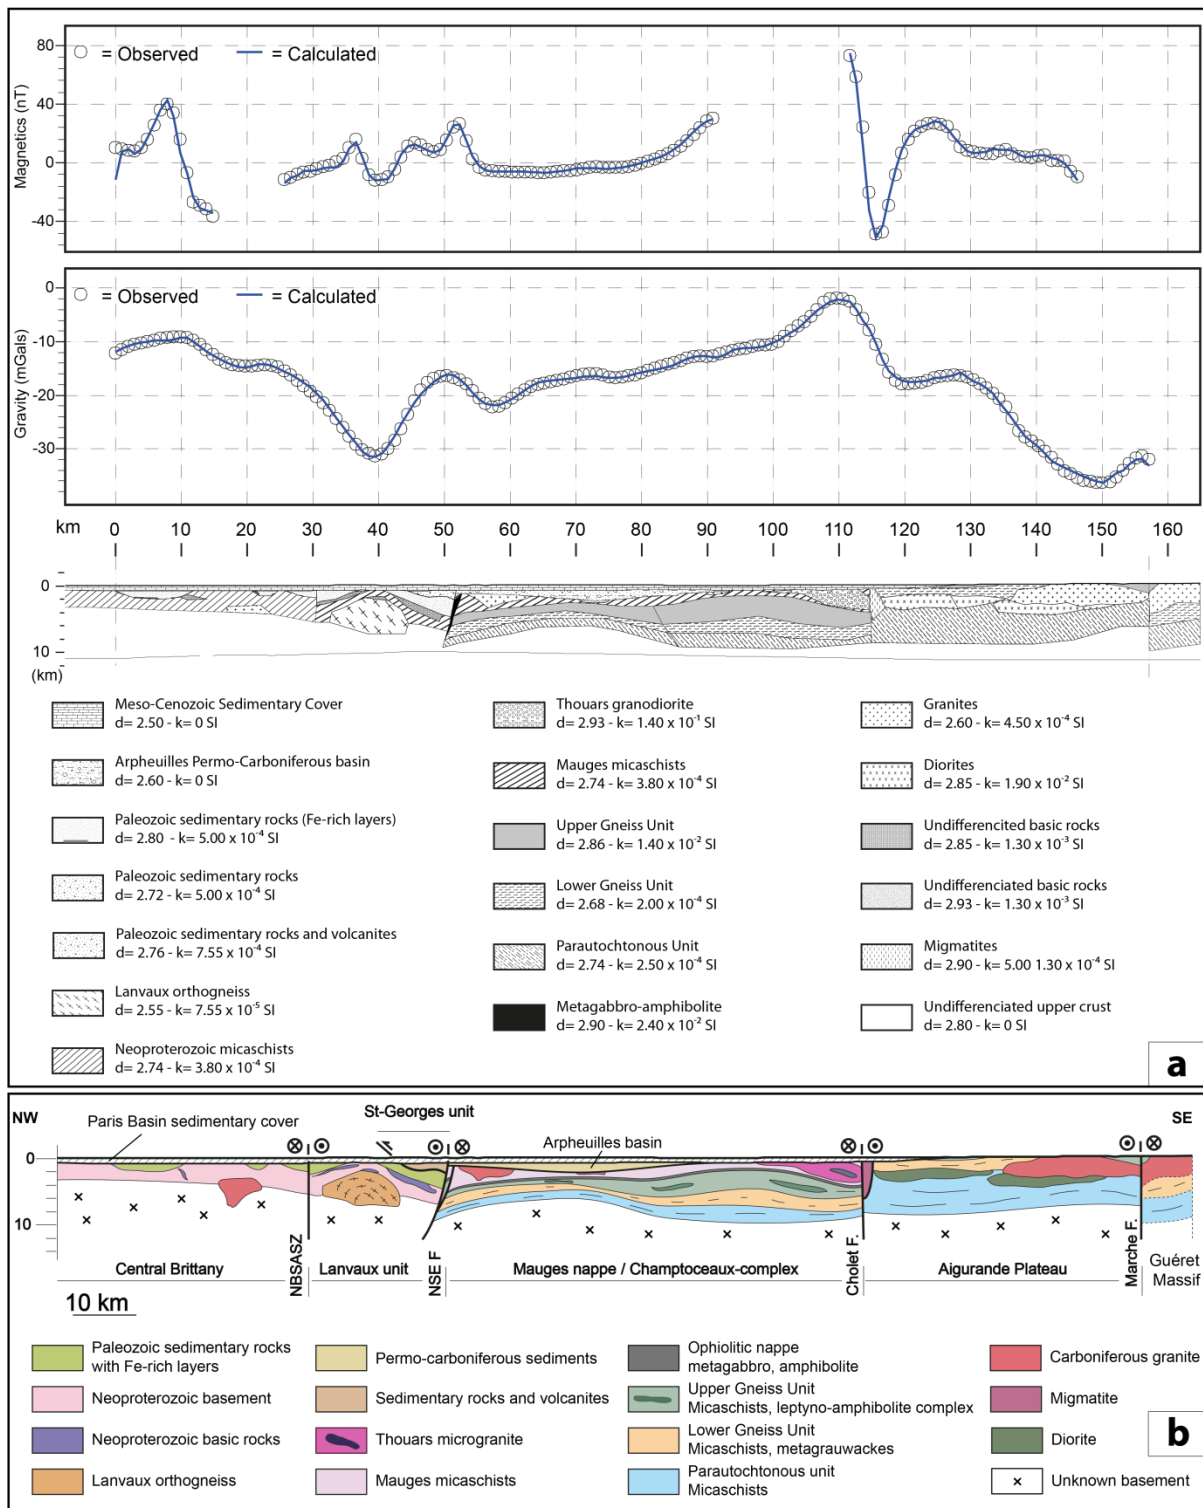 80
40
0
-40
Magnetics (nT)
= Observed
= Calculated
0
-10
-20
-30
Gravity (mGals)
= Observed
= Calculated
km 0 10 20 30 40 50 60 70 80 90 100 110 120 130 140 150 160
0
10
(km)
Meso-Cenozoic Sedimentary Cover
d= 2.50 - k= 0 SI
Arpheuilles Permo-Carboniferous basin
d= 2.60 - k= 0 SI
Paleozoic sedimentary rocks (Fe-rich layers)
d= 2.80 - k= 5.00 x 10⁻⁴ SI
Paleozoic sedimentary rocks
d= 2.72 - k= 5.00 x 10⁻⁴ SI
Paleozoic sedimentary rocks and volcanites
d= 2.76 - k= 7.55 x 10⁻⁴ SI
Lanvaux orthogneiss
d= 2.55 - k= 7.55 x 10⁻⁵ SI
Neoproterozoic micaschists
d= 2.74 - k= 3.80 x 10⁻⁴ SI
Thouars granodiorite
d= 2.93 - k= 1.40 x 10⁻¹ SI
Mauges micaschists
d= 2.74 - k= 3.80 x 10⁻⁴ SI
Upper Gneiss Unit
d= 2.86 - k= 1.40 x 10⁻² SI
Lower Gneiss Unit
d= 2.68 - k= 2.00 x 10⁻⁴ SI
Parautochtonous Unit
d= 2.74 - k= 2.50 x 10⁻⁴ SI
Metagabbro-amphibolite
d= 2.90 - k= 2.40 x 10⁻² SI
Granites
d= 2.60 - k= 4.50 x 10⁻⁴ SI
Diorites
d= 2.85 - k= 1.90 x 10⁻² SI
Undifferencited basic rocks
d= 2.85 - k= 1.30 x 10⁻³ SI
Undifferenciated basic rocks
d= 2.93 - k= 1.30 x 10⁻³ SI
Migmatites
d= 2.90 - k= 5.00 1.30 x 10⁻⁴ SI
Undifferenciated upper crust
d= 2.80 - k= 0 SI
a
NW
SE
St-Georges unit
Paris Basin sedimentary cover
Arpheuilles basin
0
10
NBSASZ
NSE F
Cholet F.
Marche F.
Central Brittany
Lanvaux unit
Mauges nappe / Champtoceaux-complex
Aigurande Plateau
Guéret
Massif
10 km
Paleozoic sedimentary rocks
with Fe-rich layers
Neoproterozoic basement
Neoproterozoic basic rocks
Lanvaux orthogneiss
Permo-carboniferous sediments
Sedimentary rocks and volcanites
Thouars microgranite
Mauges micaschists
Ophiolitic nappe
metagabbro, amphibolite
Upper Gneiss Unit
Micaschists, leptyno-amphibolite complex
Lower Gneiss Unit
Micaschists, metagrauwackes
Parautochtonous unit
Micaschists
Carboniferous granite
Migmatite
Diorite
Unknown basement
b